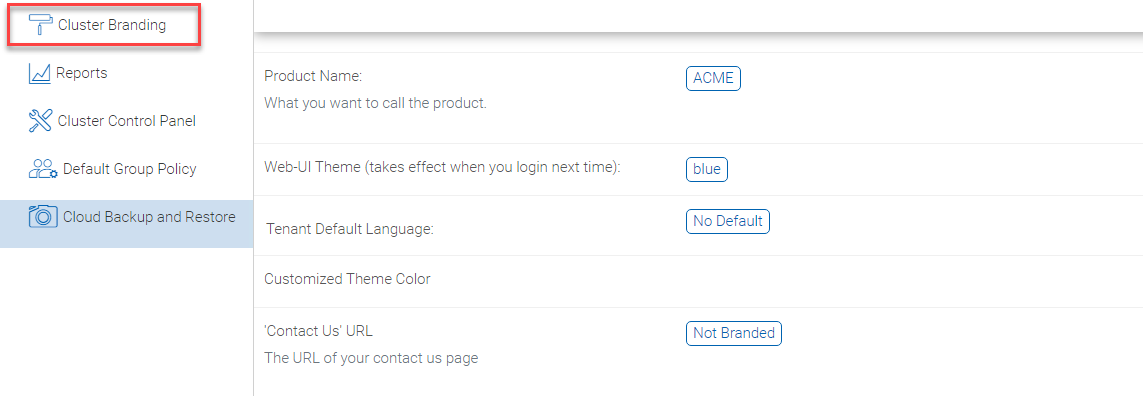 Cluster Branding
Reports
Cluster Control Panel
Default Group Policy
Cloud Backup and Restore
Product Name:
ACME
What you want to call the product.
Web-UI Theme (takes effect when you login next time):
blue
Tenant Default Language:
No Default
Customized Theme Color
'Contact Us' URL
Not Branded
The URL of your contact us page